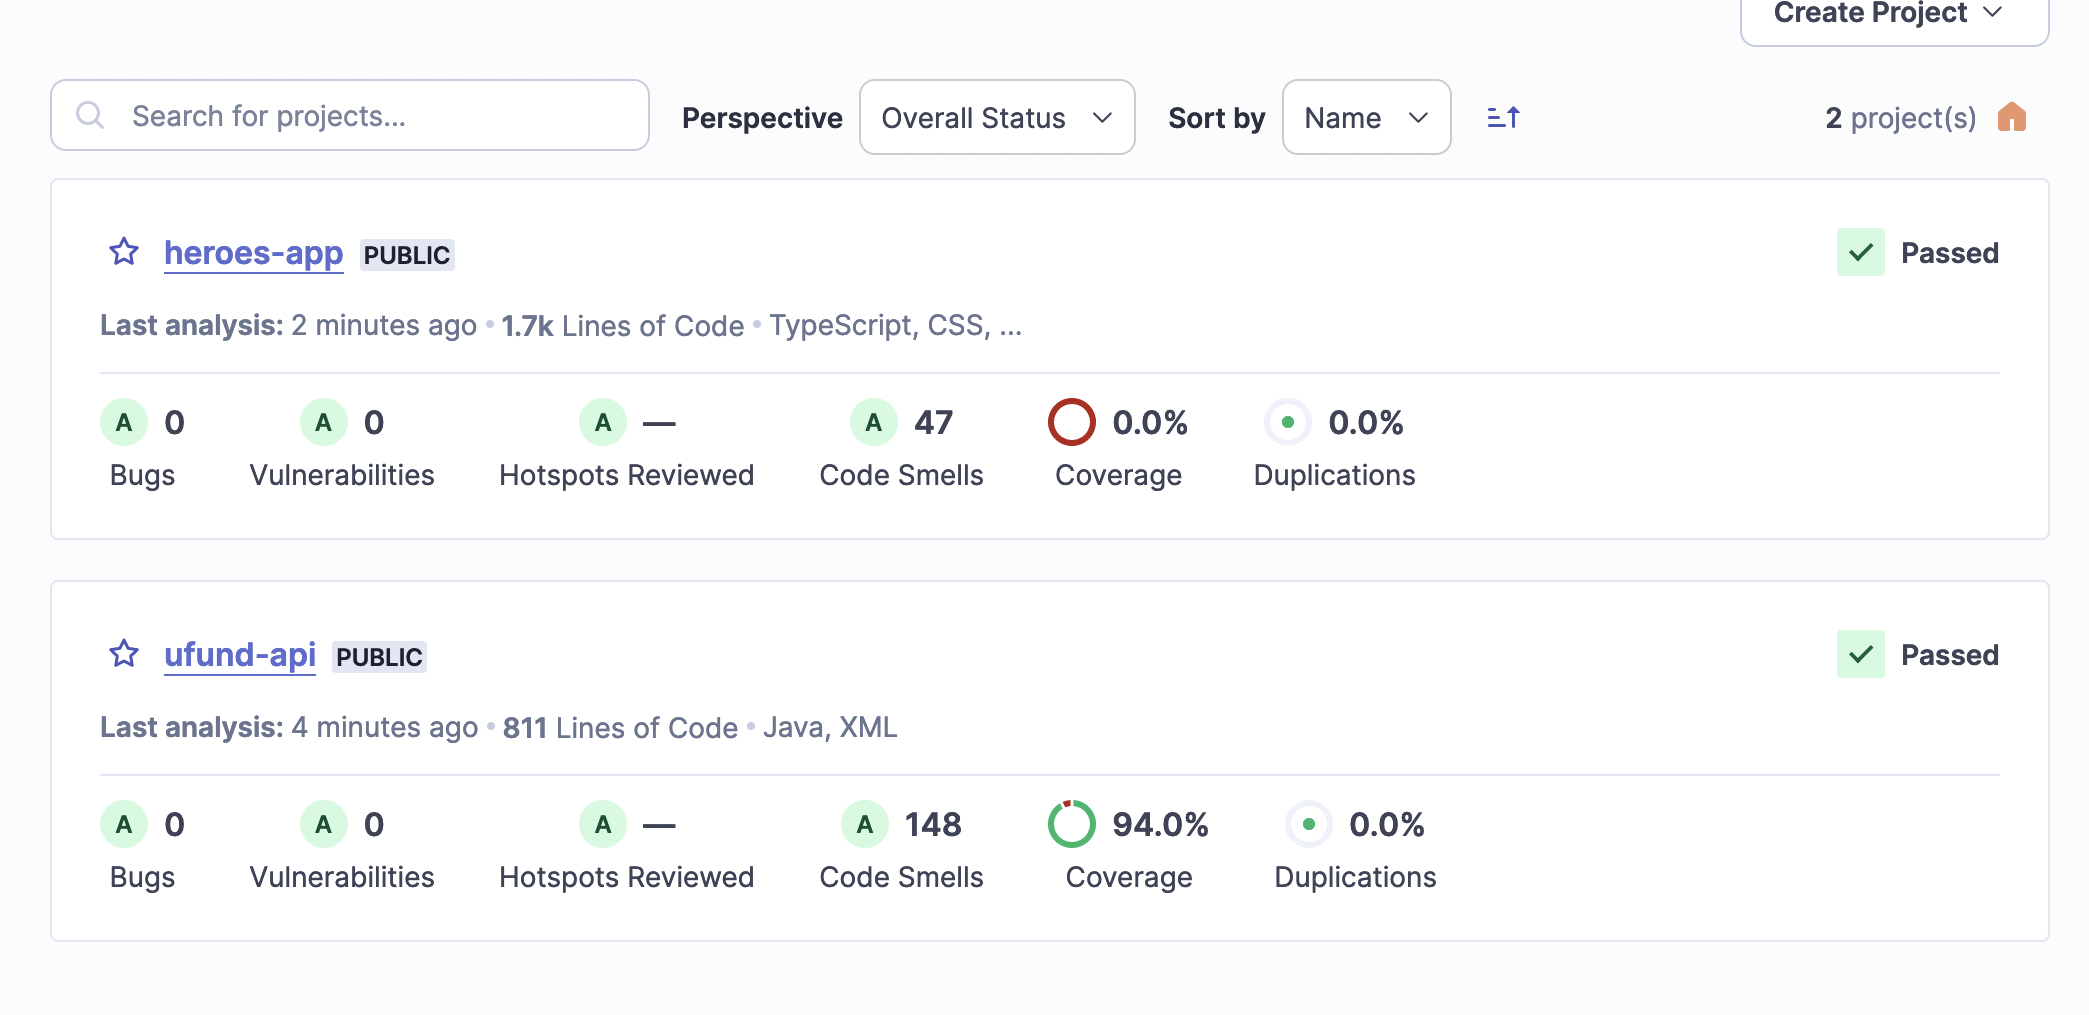 Create Project
Search for projects... Perspective Overall Status Sort by Name 2 project(s)
heroes-app PUBLIC Passed
Last analysis: 2 minutes ago • 1.7k Lines of Code • TypeScript, CSS, ...
A 0 A 0 A — A 47 0.0% 0.0%
Bugs Vulnerabilities Hotspots Reviewed Code Smells Coverage Duplications
ufund-api PUBLIC Passed
Last analysis: 4 minutes ago • 811 Lines of Code • Java, XML
A 0 A 0 A — A 148 94.0% 0.0%
Bugs Vulnerabilities Hotspots Reviewed Code Smells Coverage Duplications